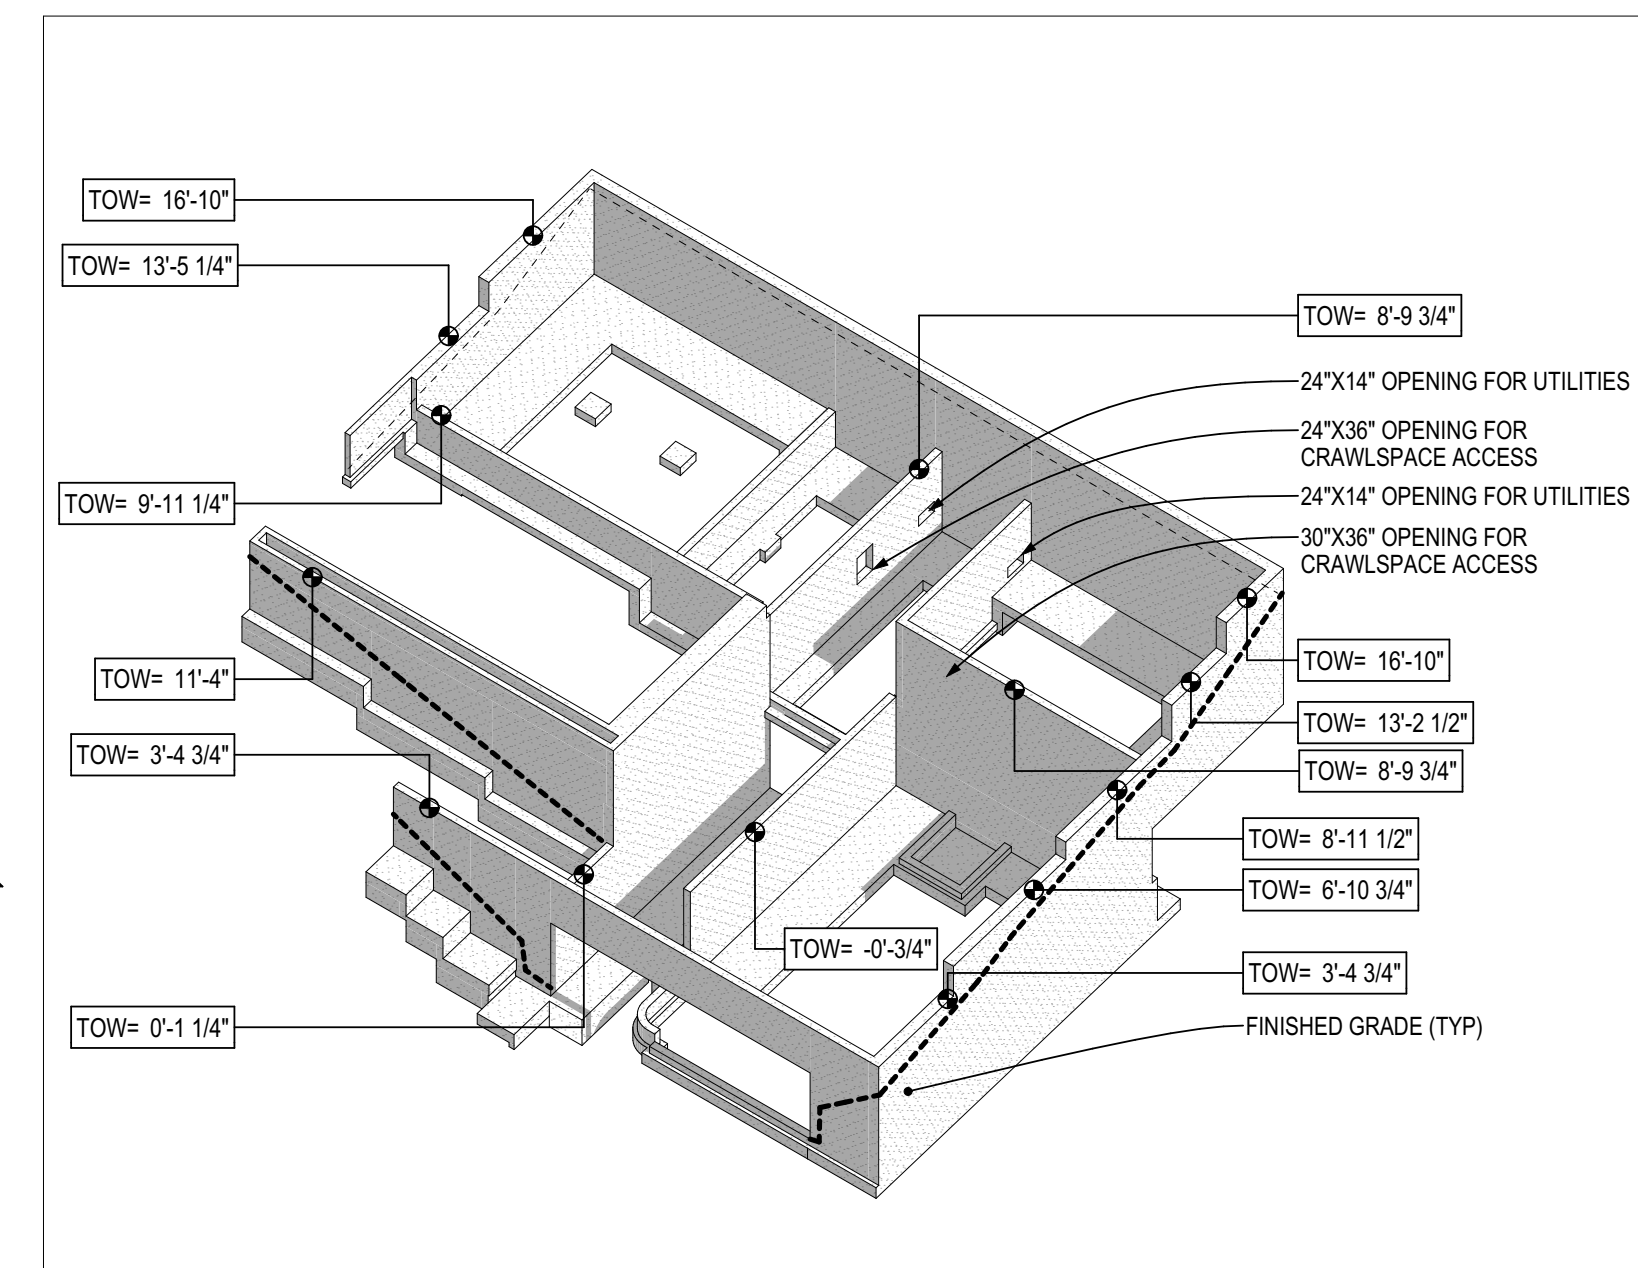 TOW= 16'-10"
TOW= 13'-5 1/4"
TOW= 9'-11 1/4"
TOW= 11'-4"
TOW= 3'-4 3/4"
TOW= 0'-1 1/4"
TOW= 8'-9 3/4"
24"X14" OPENING FOR UTILITIES
24"X36" OPENING FOR
CRAWLSPACE ACCESS
24"X14" OPENING FOR UTILITIES
30"X36" OPENING FOR
CRAWLSPACE ACCESS
TOW= 16'-10"
TOW= 13'-2 1/2"
TOW= 8'-9 3/4"
TOW= 8'-11 1/2"
TOW= 6'-10 3/4"
TOW= -0'-3/4"
TOW= 3'-4 3/4"
FINISHED GRADE (TYP)